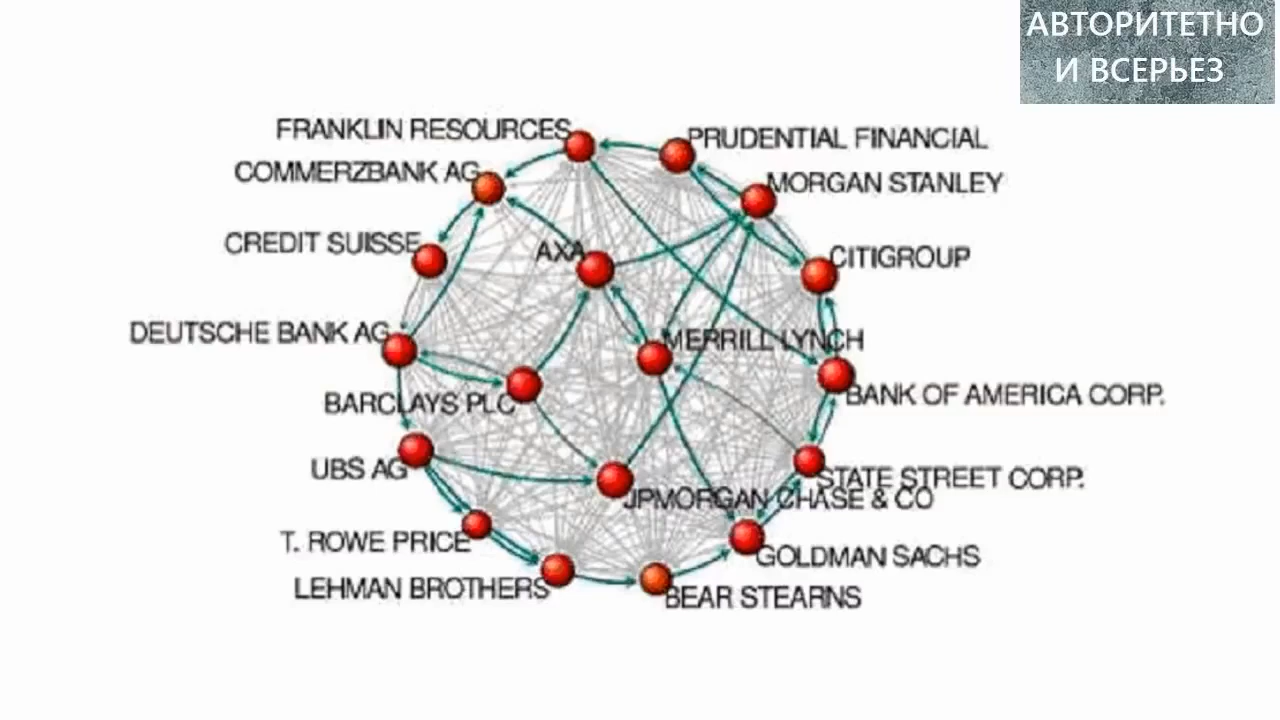 АВТОРИТЕТНО
И ВСЕРЬЕЗ
FRANKLIN RESOURCES
PRUDENTIAL FINANCIAL
COMMERZBANK AG
MORGAN STANLEY
CREDIT SUISSE
AXA
CITIGROUP
DEUTSCHE BANK AG
MERRILL LYNCH
BARCLAYS PLC
BANK OF AMERICA CORP.
UBS AG
STATE STREET CORP.
JPMORGAN CHASE & CO
T. ROWE PRICE
GOLDMAN SACHS
LEHMAN BROTHERS
BEAR STEARNS